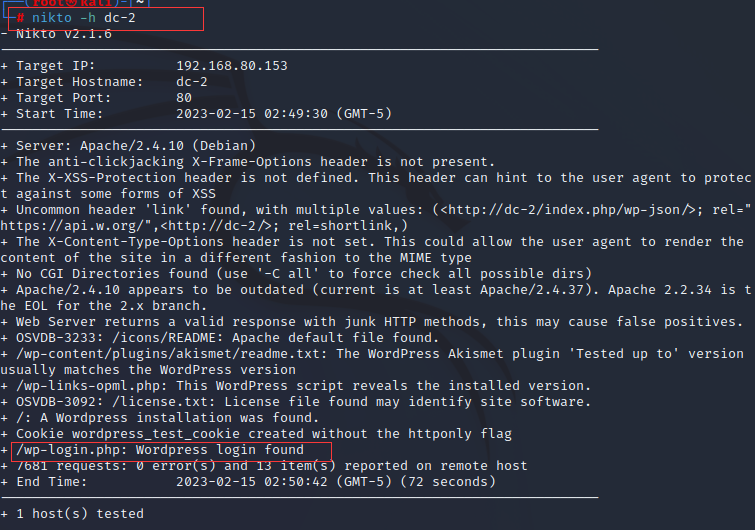 (root㉿kali)-[~]
# nikto -h dc-2
- Nikto v2.1.6
+ Target IP: 192.168.80.153
+ Target Hostname: dc-2
+ Target Port: 80
+ Start Time: 2023-02-15 02:49:30 (GMT-5)
+ Server: Apache/2.4.10 (Debian)
+ The anti-clickjacking X-Frame-Options header is not present.
+ The X-XSS-Protection header is not defined. This header can hint to the user agent to protec
t against some forms of XSS
+ Uncommon header 'link' found, with multiple values: (<http://dc-2/index.php/wp-json/>; rel="
https://api.w.org/",<http://dc-2/>; rel=shortlink,)
+ The X-Content-Type-Options header is not set. This could allow the user agent to render the
content of the site in a different fashion to the MIME type
+ No CGI Directories found (use '-C all' to force check all possible dirs)
+ Apache/2.4.10 appears to be outdated (current is at least Apache/2.4.37). Apache 2.2.34 is t
he EOL for the 2.x branch.
+ Web Server returns a valid response with junk HTTP methods, this may cause false positives.
+ OSVDB-3233: /icons/README: Apache default file found.
+ /wp-content/plugins/akismet/readme.txt: The WordPress Akismet plugin 'Tested up to' version
usually matches the WordPress version
+ /wp-links-opml.php: This WordPress script reveals the installed version.
+ OSVDB-3092: /license.txt: License file found may identify site software.
+ /: A Wordpress installation was found.
+ Cookie wordpress_test_cookie created without the httponly flag
+ /wp-login.php: Wordpress login found
+ 7681 requests: 0 error(s) and 13 item(s) reported on remote host
+ End Time: 2023-02-15 02:50:42 (GMT-5) (72 seconds)
+ 1 host(s) tested